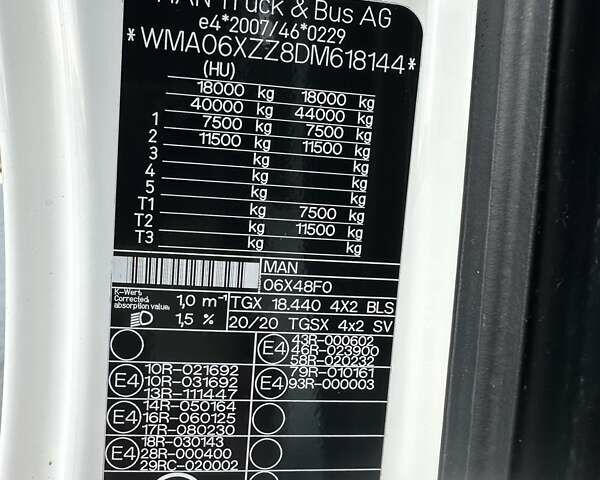 MAN Truck & Bus AG
e4*2007/46*0229
*WMA06XZZ8DM618144*
(HU)
18000 kg 18000 kg
40000 kg 44000 kg
1 7500 kg 7500 kg
2 11500 kg 11500 kg
3 kg kg
4 kg kg
5 kg kg
T1 kg 7500 kg
T2 kg 11500 kg
T3 kg kg
MAN
06X48F0
K-Wert:
Corrected absorption value: 1,0 m⁻¹
TGX 18.440 4X2 BLS
1,5 %
20/20 TGSX 4x2 SV
E4 43R-000602
46R-023900
58R-020232
E4 10R-021692
10R-031692
13R-111447
E4 79R-010161
93R-000003
E4 14R-050164
16R-060125
17R-080230
E4 18R-030143
28R-000400
29RC-020002